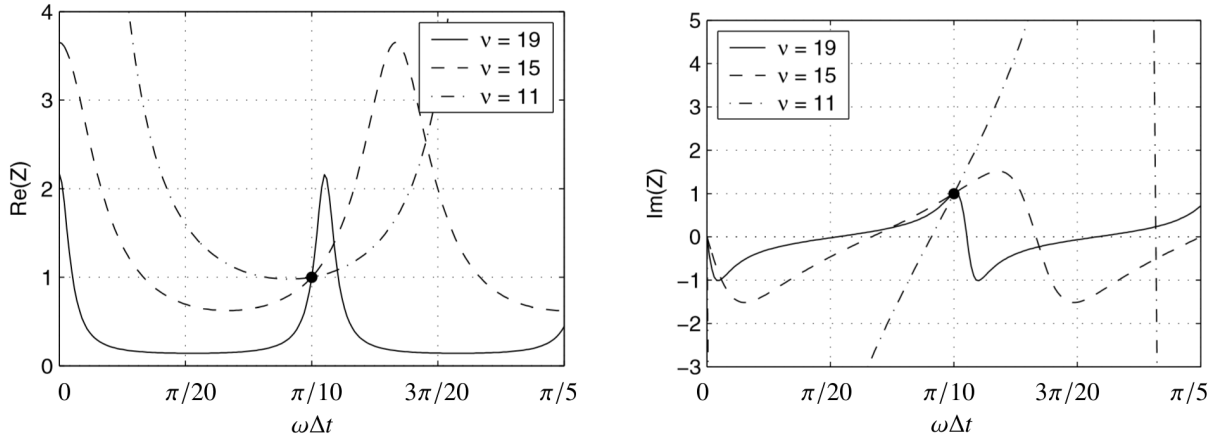 4
3
2
1
0
Re(Z)
ν = 19
ν = 15
ν = 11
0
π/20
π/10
3π/20
π/5
ωΔt
5
4
3
2
1
0
−1
−2
−3
Im(Z)
ν = 19
ν = 15
ν = 11
0
π/20
π/10
3π/20
π/5
ωΔt